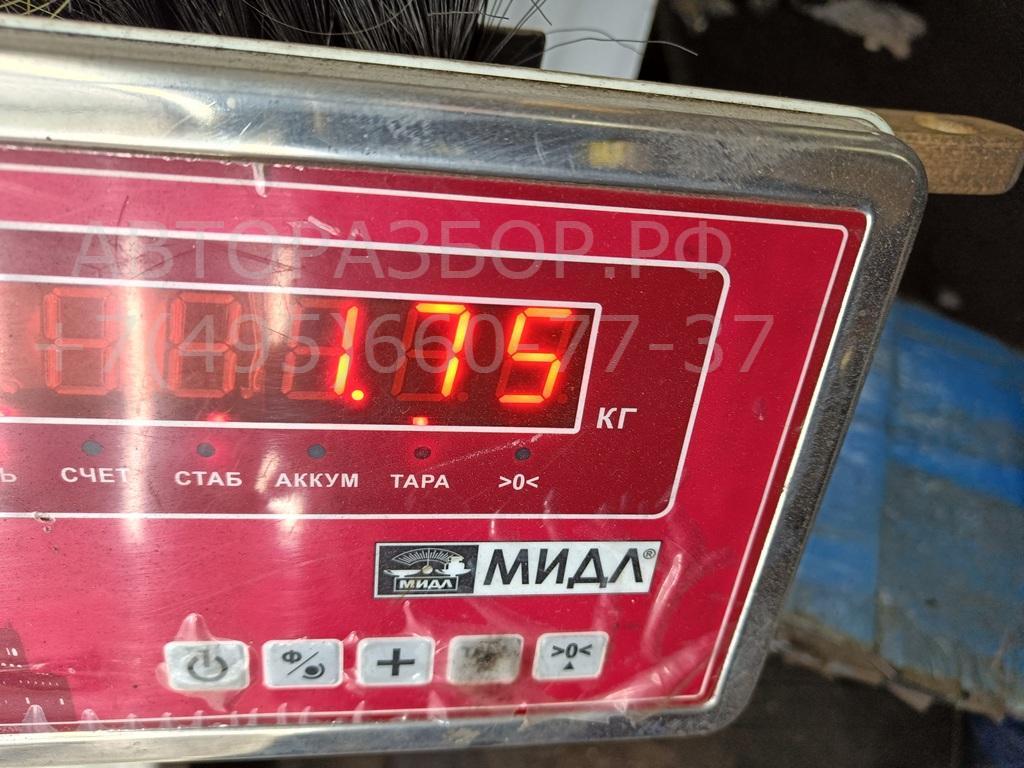 АВТОРАЗБОР.РФ
+7(495)660-77-37
1.75
КГ
Ь СЧЕТ СТАБ АККУМ ТАРА >0<
МИДЛ МИДЛ®
Ф + >0<